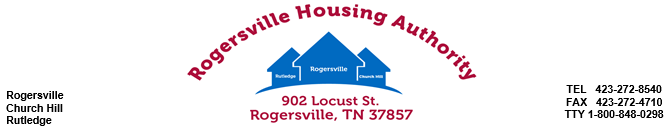 Rogersville Housing Authority
Rutledge
Rogersville
Church Hill
902 Locust St.
Rogersville, TN 37857
Rogersville
Church Hill
Rutledge
TEL 423-272-8540
FAX 423-272-4710
TTY 1-800-848-0298